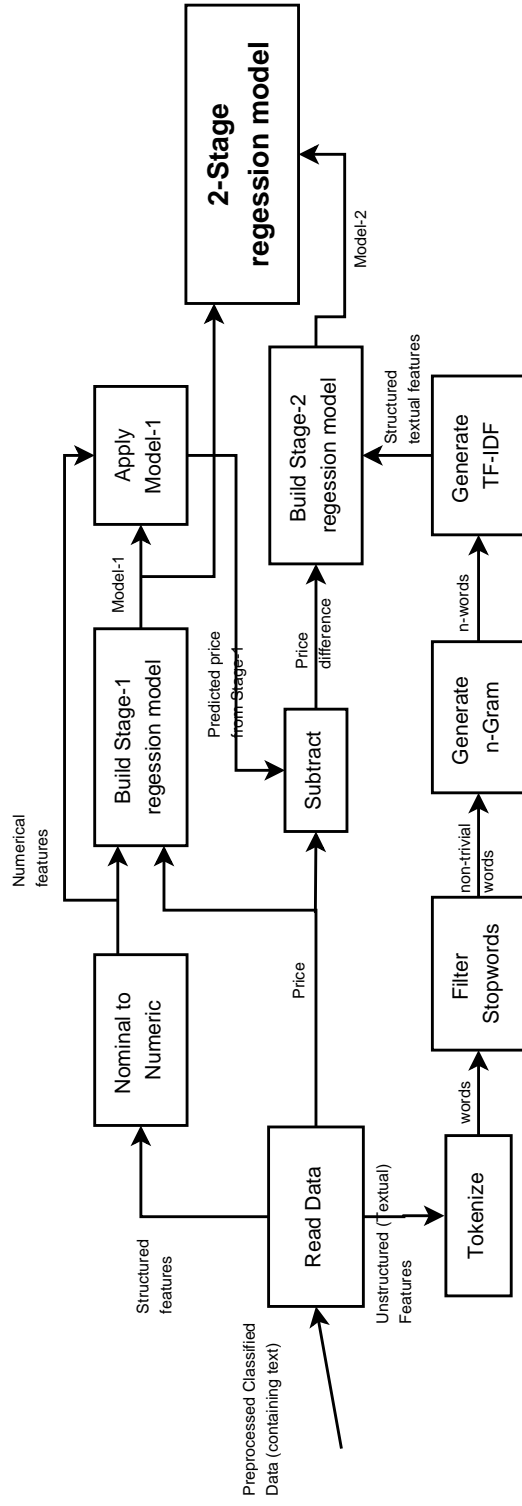 Preprocessed Classified
Data (containing text)
Read Data
Structured
features
Nominal to
Numeric
Numerical
features
Build Stage-1
regession model
Model-1
Apply
Model-1
Predicted price
from Stage-1
Price
Subtract
Price
difference
Build Stage-2
regession model
Model-2
2-Stage
regession model
Unstructured (Textual)
Features
Tokenize
words
Filter
Stopwords
non-trivial
words
Generate
n-Gram
n-words
Generate
TF-IDF
Structured
textual features